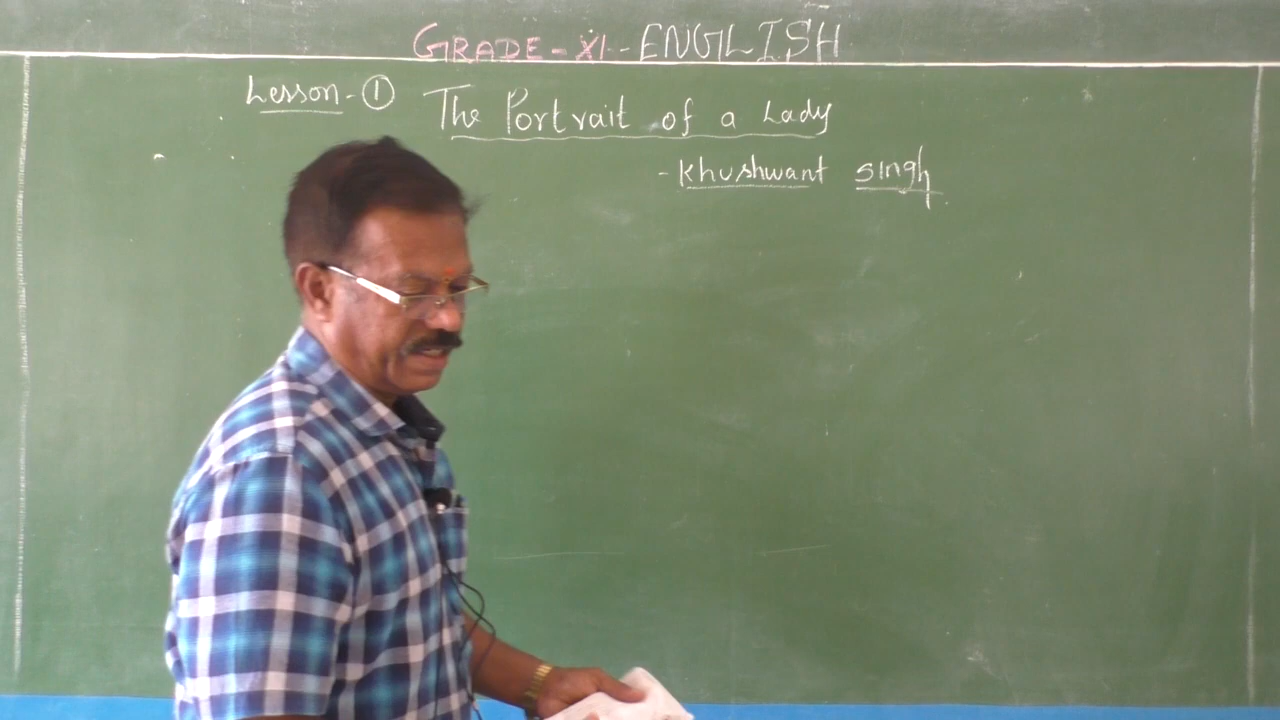 GRADE-XI-ENGLISH
Lesson-① The Portrait of a Lady
-Khushwant Singh